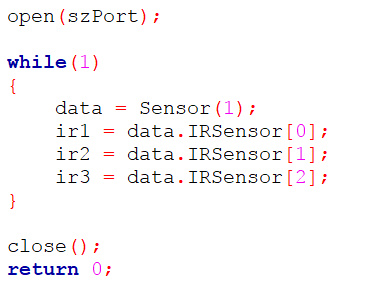 open(szPort);
while(1)
{
data = Sensor(1);
ir1 = data.IRSensor[0];
ir2 = data.IRSensor[1];
ir3 = data.IRSensor[2];
}
close();
return 0;